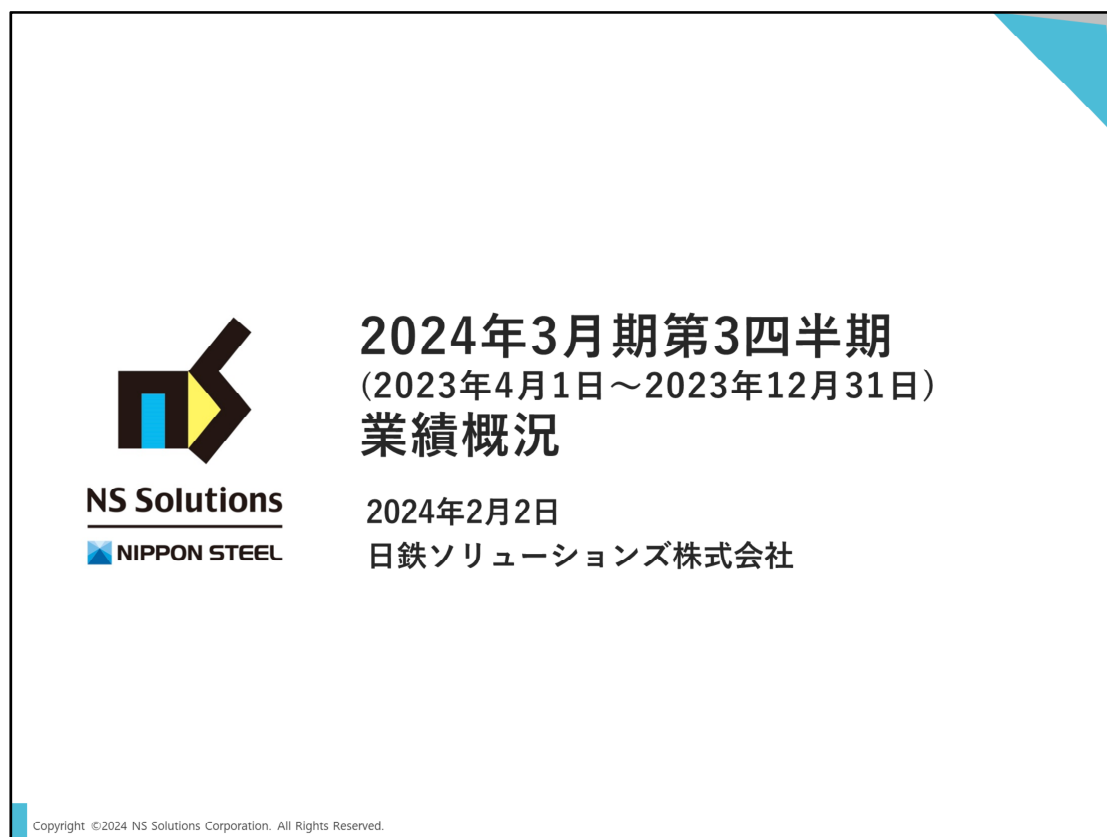 2024年3月期第3四半期
(2023年4月1日～2023年12月31日)
業績概況
NS Solutions
NIPPON STEEL
2024年2月2日
日鉄ソリューションズ株式会社
Copyright ©2024 NS Solutions Corporation. All Rights Reserved.